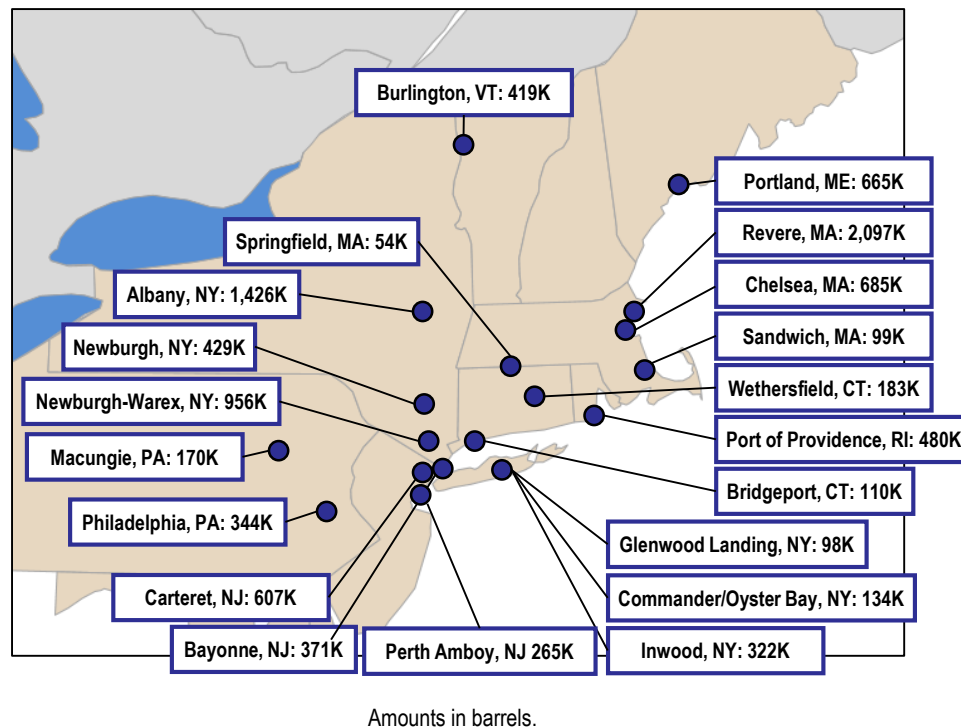 Burlington, VT: 419K
Portland, ME: 665K
Springfield, MA: 54K
Revere, MA: 2,097K
Albany, NY: 1,426K
Chelsea, MA: 685K
Newburgh, NY: 429K
Sandwich, MA: 99K
Newburgh-Warex, NY: 956K
Wethersfield, CT: 183K
Macungie, PA: 170K
Port of Providence, RI: 480K
Bridgeport, CT: 110K
Philadelphia, PA: 344K
Glenwood Landing, NY: 98K
Carteret, NJ: 607K
Commander/Oyster Bay, NY: 134K
Bayonne, NJ: 371K
Perth Amboy, NJ 265K
Inwood, NY: 322K
Amounts in barrels.